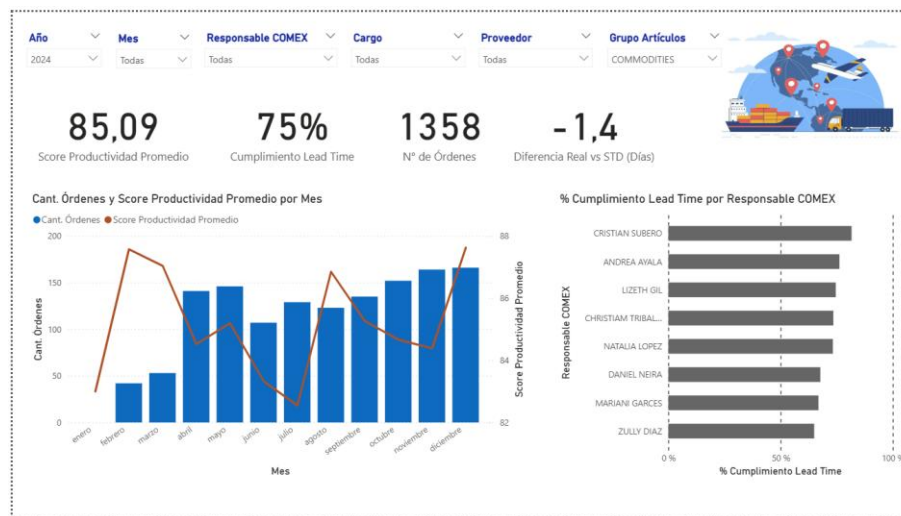 Año Mes Responsable COMEX Cargo Proveedor Grupo Artículos
2024 Todas Todas Todas Todas COMMODITIES
85,09 75% 1358 -1,4
Score Productividad Promedio Cumplimiento Lead Time N° de Órdenes Diferencia Real vs STD (Días)
Cant. Órdenes y Score Productividad Promedio por Mes
Cant. Órdenes Score Productividad Promedio
200
150
100
50
0
Cant. Órdenes
88
86
84
82
Score Productividad Promedio
enero febrero marzo abril mayo junio julio agosto septiembre octubre noviembre diciembre
Mes
% Cumplimiento Lead Time por Responsable COMEX
Responsable COMEX
CRISTIAN SUBERO
ANDREA AYALA
LIZETH GIL
CHRISTIAM TRIBAL...
NATALIA LOPEZ
DANIEL NEIRA
MARIANI GARCES
ZULLY DIAZ
0 % 50 % 100 %
% Cumplimiento Lead Time